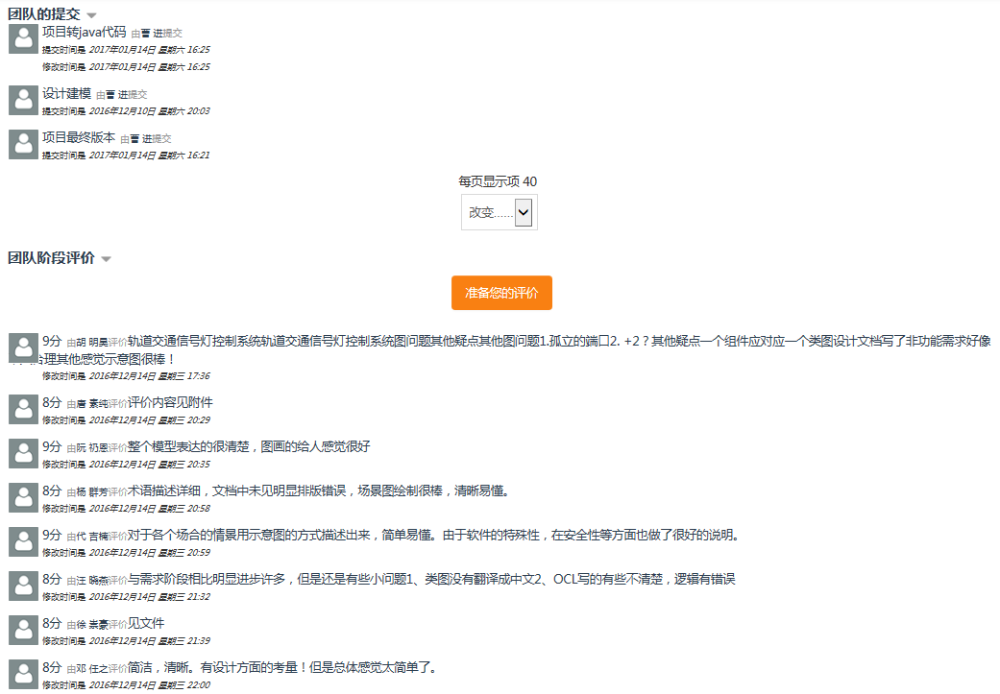 团队的提交
项目转java代码 由曹 进提交
提交时间是 2017年01月14日 星期六 16:25
修改时间是 2017年01月14日 星期六 16:25
设计建模 由曹 进提交
提交时间是 2016年12月10日 星期六 20:03
项目最终版本 由曹 进提交
提交时间是 2017年01月14日 星期六 16:21
每页显示项 40
改变......
团队阶段评价
准备您的评价
9分 由胡 明昊评价轨道交通信号灯控制系统轨道交通信号灯控制系统图问题其他疑点其他图问题1.孤立的端口2. +2？其他疑点一个组件应对应一个类图设计文档写了非功能需求好像
合理其他感觉示意图很棒！
修改时间是 2016年12月14日 星期三 17:36
8分 由唐 素纯评价评价内容见附件
修改时间是 2016年12月14日 星期三 20:29
9分 由阮 礽恩评价整个模型表达的很清楚，图画的给人感觉很好
修改时间是 2016年12月14日 星期三 20:35
8分 由杨 群芳评价术语描述详细，文档中未见明显排版错误，场景图绘制很棒，清晰易懂。
修改时间是 2016年12月14日 星期三 20:58
9分 由代 吉楠评价对于各个场合的情景用示意图的方式描述出来，简单易懂。由于软件的特殊性，在安全性等方面也做了很好的说明。
修改时间是 2016年12月14日 星期三 20:59
8分 由汪 晓燕评价与需求阶段相比明显进步许多，但是还是有些小问题1、类图没有翻译成中文2、OCL写的有些不清楚，逻辑有错误
修改时间是 2016年12月14日 星期三 21:32
8分 由徐 崇豪评价见文件
修改时间是 2016年12月14日 星期三 21:39
8分 由邓 任之评价简洁，清晰。有设计方面的考量！但是总体感觉太简单了。
修改时间是 2016年12月14日 星期三 22:00